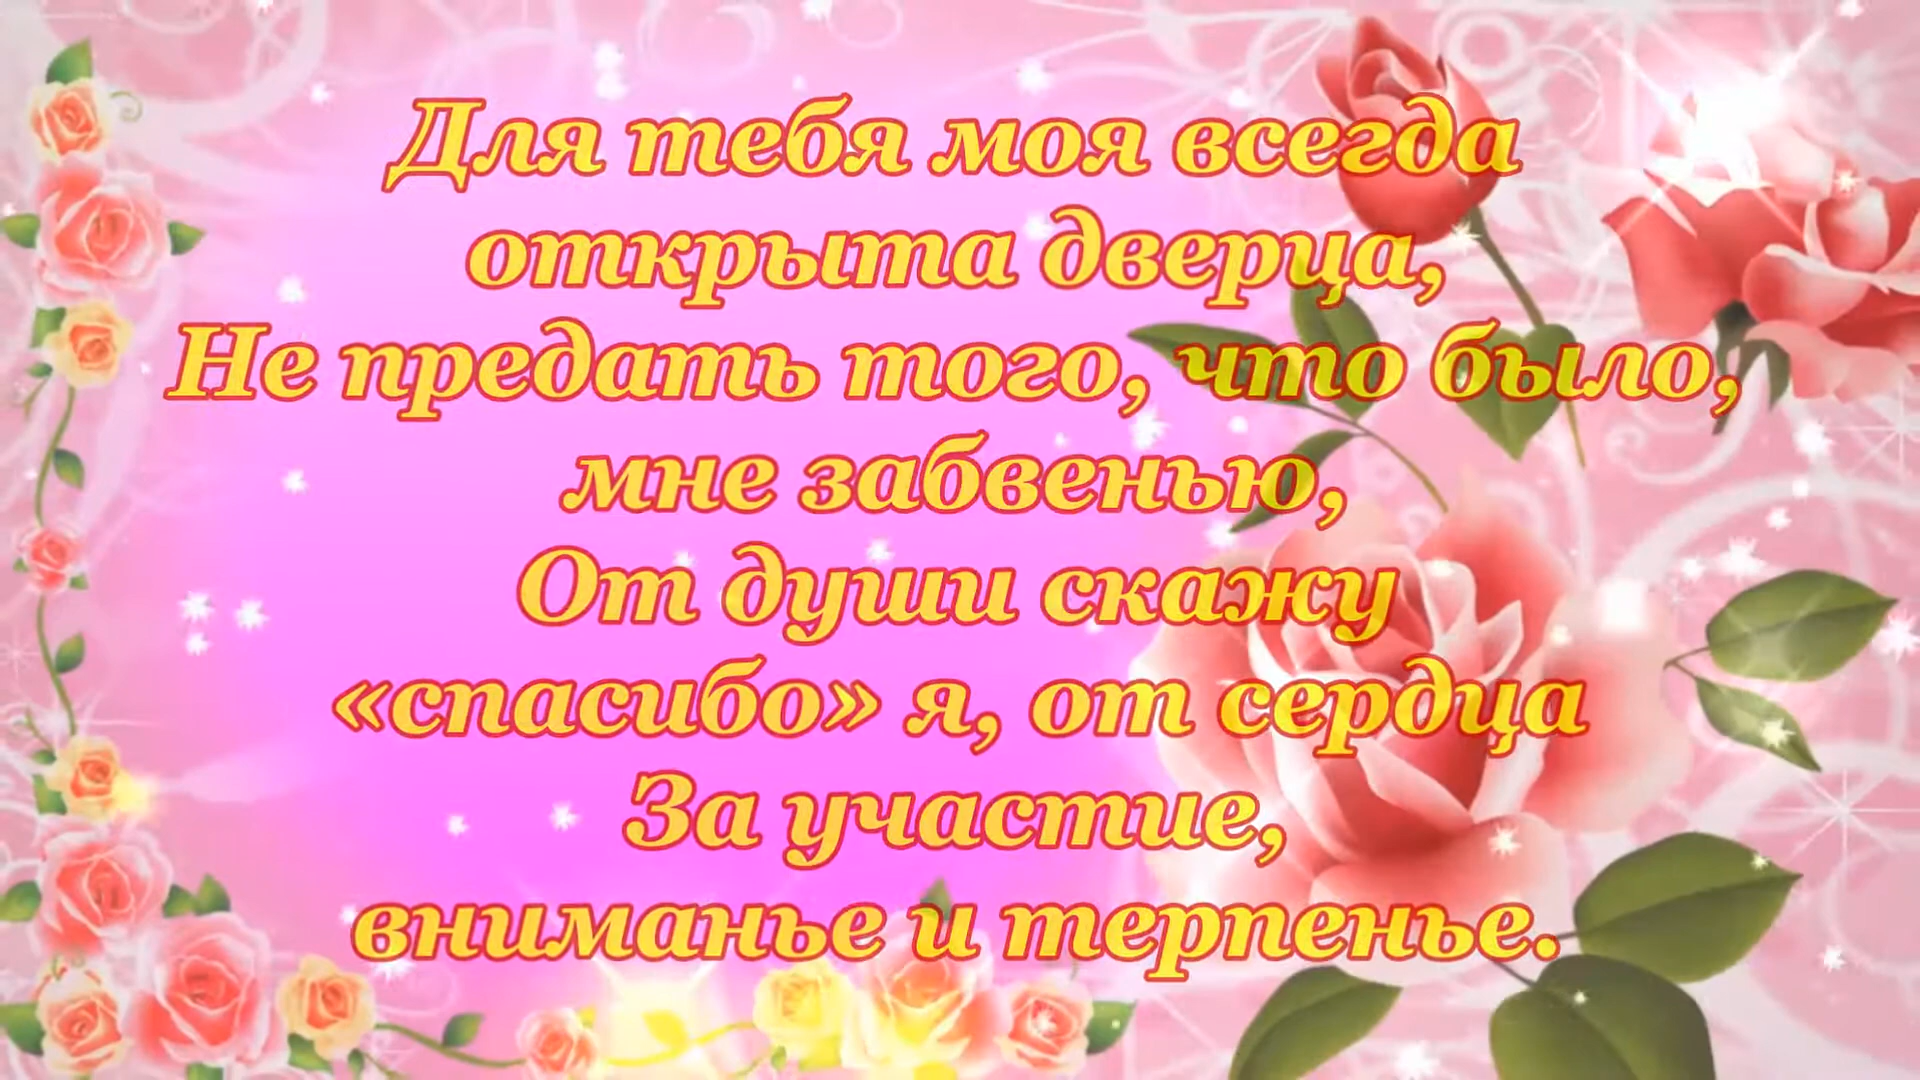 Для тебя моя всегда
открыта дверца,
Не предать того, что было,
мне забвенью,
От души скажу
«спасибо» я, от сердца
За участие,
вниманье и терпенье.